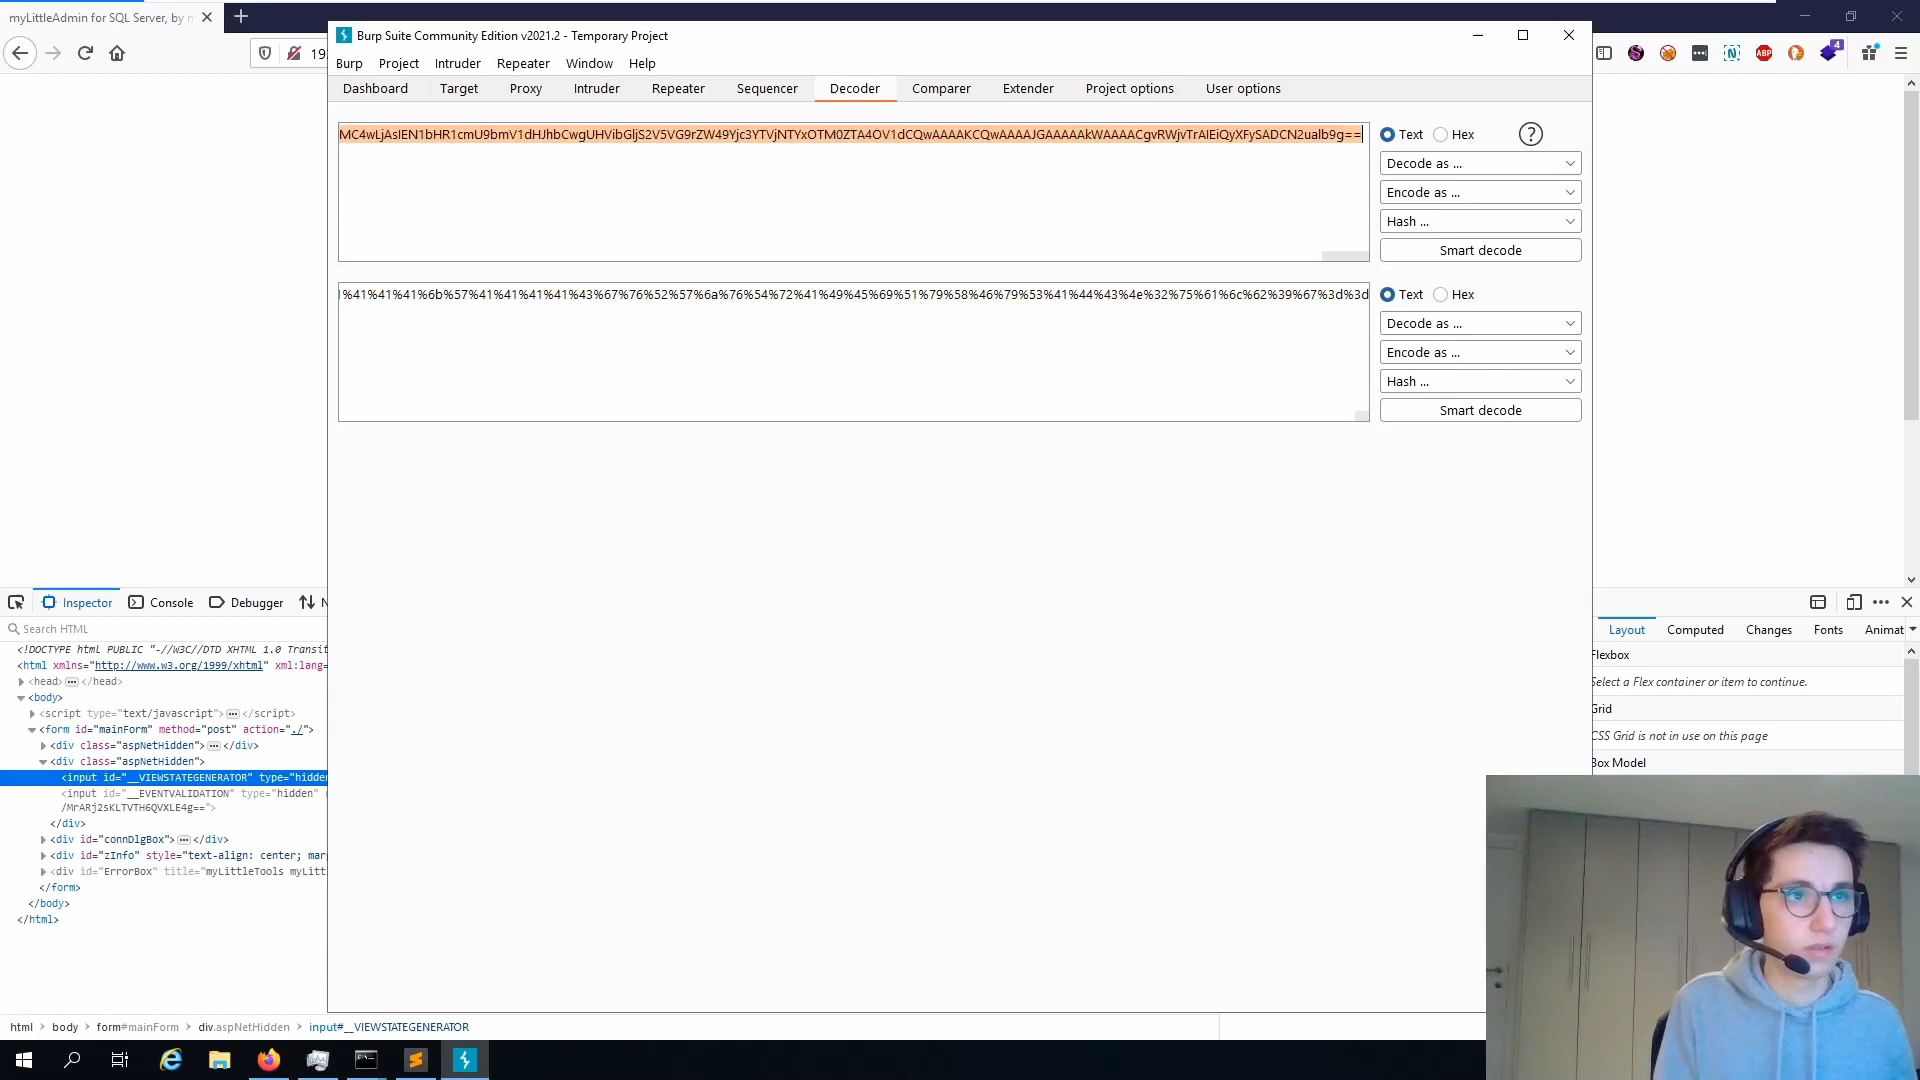 myLittleAdmin for SQL Server, by
Burp Suite Community Edition v2021.2 - Temporary Project
19
4
ABP
Burp Project Intruder Repeater Window Help
Dashboard Target Proxy Intruder Repeater Sequencer Decoder Comparer Extender Project options User options
MC4wLjAsIEN1bHR1cmU9bmV1dHJhbCwgUHVibGljS2V5VG9rZW49Yjc3YTVjNTYxOTM0ZTA4OV1dCQwAAAAKCQwAAAAJGAAAAAkWAAAACgvRWjvTrAIEiQyXFySADCN2ualb9g==
Text Hex ?
Decode as ...
Encode as ...
Hash ...
Smart decode
%41%41%41%6b%57%41%41%41%41%43%67%76%52%57%6a%76%54%72%41%49%45%69%51%79%58%46%79%53%41%44%43%4e%32%75%61%6c%62%39%67%3d%3d
Text Hex
Decode as ...
Encode as ...
Hash ...
Smart decode
Inspector Console Debugger N
Search HTML
<!DOCTYPE html PUBLIC "-//W3C//DTD XHTML 1.0 Transit
<html xmlns="http://www.w3.org/1999/xhtml" xml:lang=
<head> ••• </head>
<body>
<script type="text/javascript"> ••• </script>
<form id="mainForm" method="post" action="./">
<div class="aspNetHidden"> ••• </div>
<div class="aspNetHidden">
<input id="__VIEWSTATEGENERATOR" type="hidden
<input id="__EVENTVALIDATION" type="hidden"
/MrARj2sKLTVTH6QVXLE4g==">
</div>
<div id="connDlgBox"> ••• </div>
<div id="zInfo" style="text-align: center; mar
<div id="ErrorBox" title="myLittleTools myLitt
</form>
</body>
</html>
Layout Computed Changes Fonts Animat
Flexbox
Select a Flex container or item to continue.
Grid
CSS Grid is not in use on this page
Box Model
html > body > form#mainForm > div.aspNetHidden > input#__VIEWSTATEGENERATOR